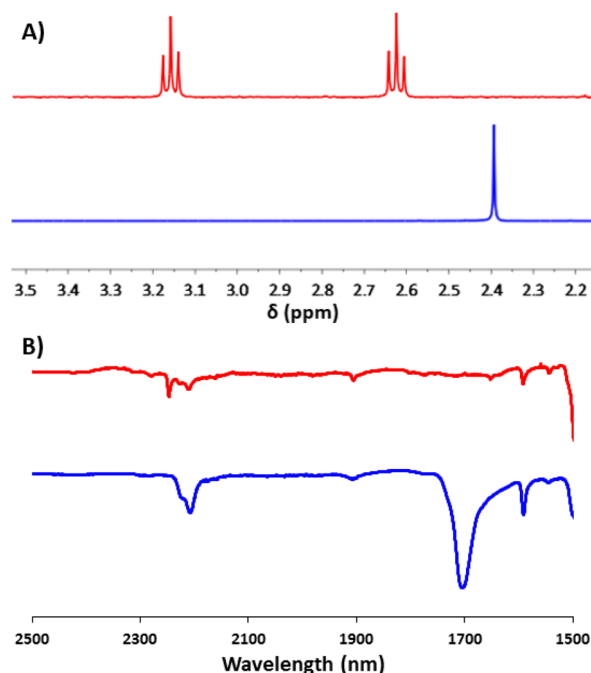 A)
3.5 3.4 3.3 3.2 3.1 3.0 2.9 2.8 2.7 2.6 2.5 2.4 2.3 2.2
δ (ppm)
B)
2500 2300 2100 1900 1700 1500
Wavelength (nm)